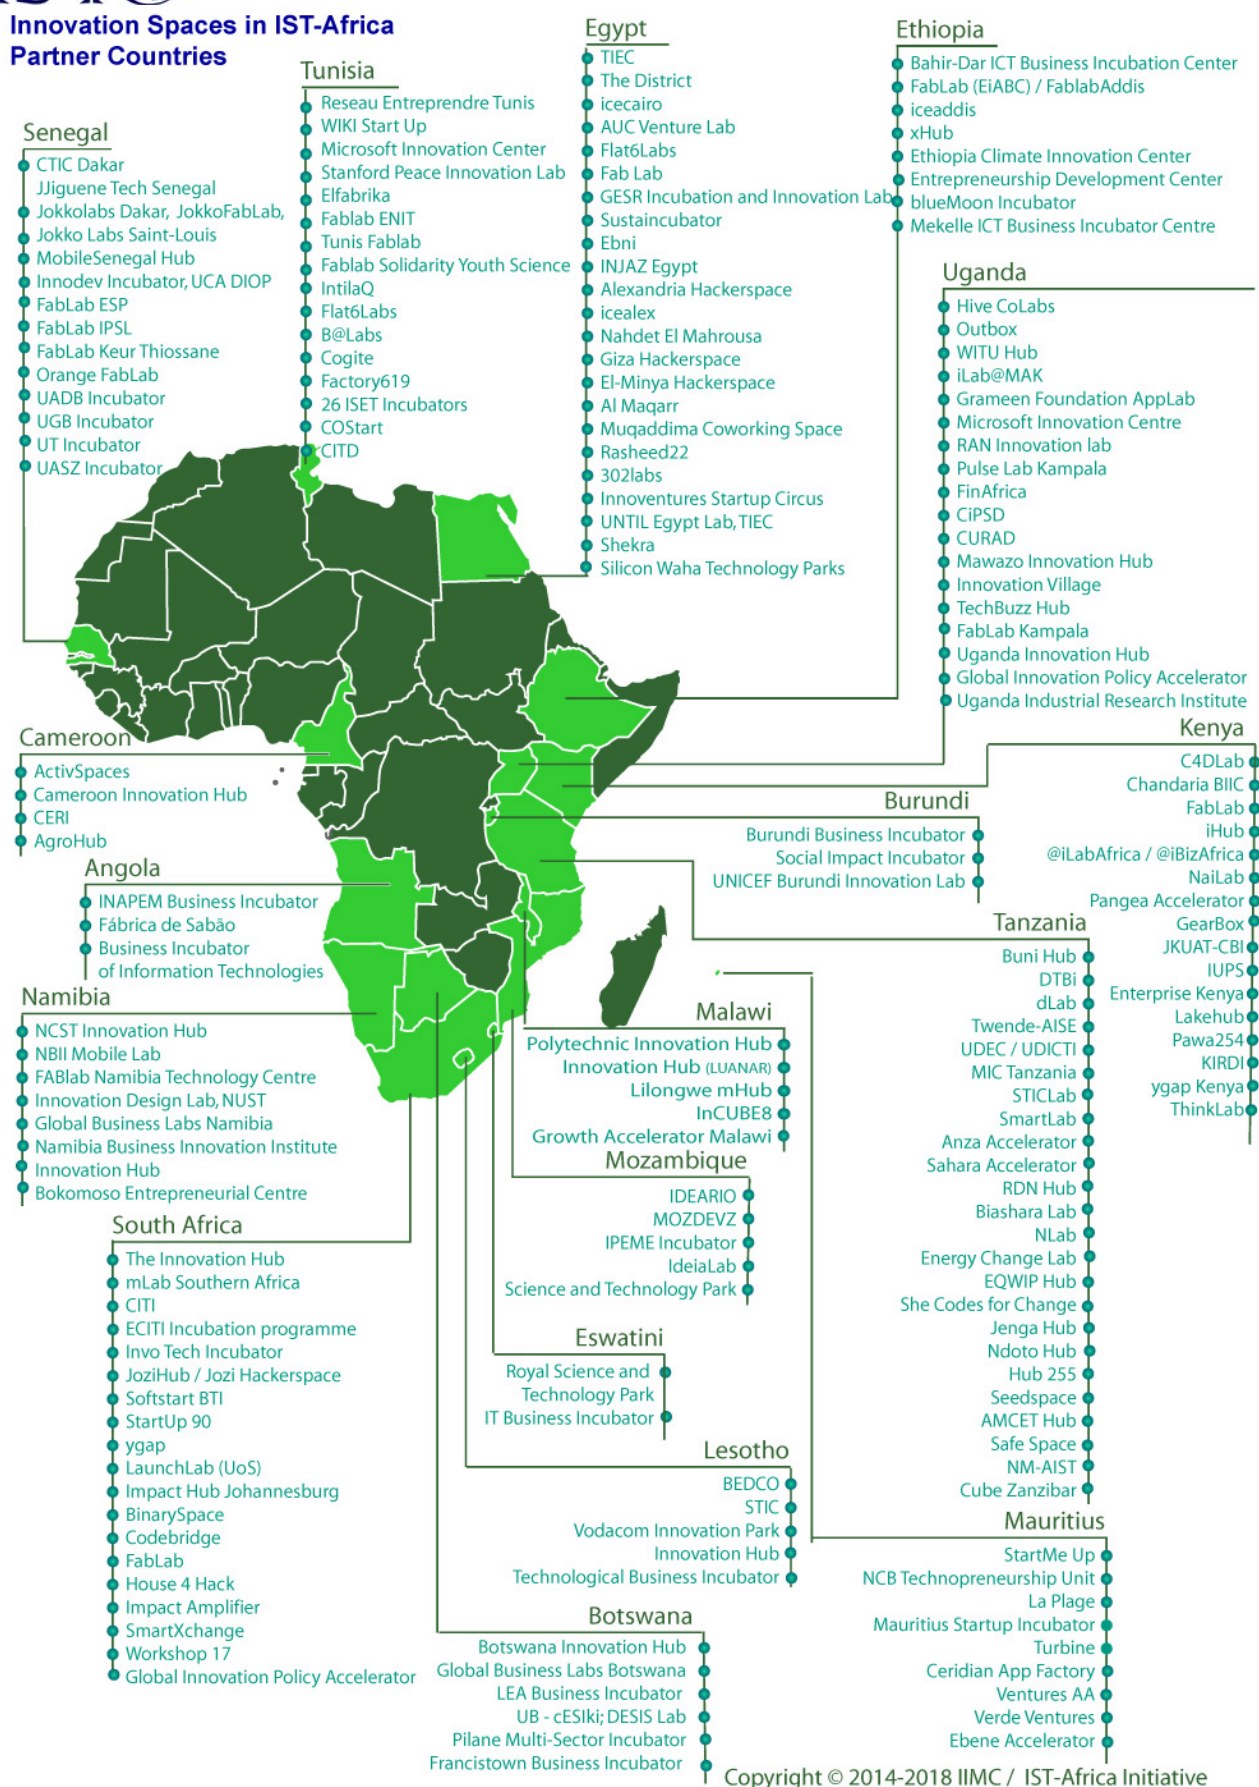 Innovation Spaces in IST-Africa
Partner Countries
Senegal
CTIC Dakar
JJiguene Tech Senegal
Jokkolabs Dakar, JokkoFabLab,
Jokko Labs Saint-Louis
MobileSenegal Hub
Innodev Incubator, UCA DIOP
FabLab ESP
FabLab IPSL
FabLab Keur Thiossane
Orange FabLab
UADB Incubator
UGB Incubator
UT Incubator
UASZ Incubator
Tunisia
Reseau Entreprendre Tunis
WIKI Start Up
Microsoft Innovation Center
Stanford Peace Innovation Lab
Elfabrika
Fablab ENIT
Tunis Fablab
Fablab Solidarity Youth Science
IntilaQ
Flat6Labs
B@Labs
Cogite
Factory619
26 ISET Incubators
COStart
CITD
Egypt
TIEC
The District
icecairo
AUC Venture Lab
Flat6Labs
Fab Lab
GESR Incubation and Innovation Lab
Sustaincubator
Ebni
INJAZ Egypt
Alexandria Hackerspace
icealex
Nahdet El Mahrousa
Giza Hackerspace
El-Minya Hackerspace
Al Maqarr
Muqaddima Coworking Space
Rasheed22
302labs
Innoventures Startup Circus
UNTIL Egypt Lab, TIEC
Shekra
Silicon Waha Technology Parks
Ethiopia
Bahir-Dar ICT Business Incubation Center
FabLab (EiABC) / FablabAddis
iceaddis
xHub
Ethiopia Climate Innovation Center
Entrepreneurship Development Center
blueMoon Incubator
Mekelle ICT Business Incubator Centre
Uganda
Hive CoLabs
Outbox
WITU Hub
iLab@MAK
Grameen Foundation AppLab
Microsoft Innovation Centre
RAN Innovation lab
Pulse Lab Kampala
FinAfrica
CiPSD
CURAD
Mawazo Innovation Hub
Innovation Village
TechBuzz Hub
FabLab Kampala
Uganda Innovation Hub
Global Innovation Policy Accelerator
Uganda Industrial Research Institute
Kenya
C4DLab
Chandaria BIIC
FabLab
iHub
@iLabAfrica / @iBizAfrica
NaiLab
Pangea Accelerator
GearBox
JKUAT-CBI
IUPS
Enterprise Kenya
Lakehub
Pawa254
KIRDI
ygap Kenya
ThinkLab
Cameroon
ActivSpaces
Cameroon Innovation Hub
CERI
AgroHub
Burundi
Burundi Business Incubator
Social Impact Incubator
UNICEF Burundi Innovation Lab
Angola
INAPEM Business Incubator
Fábrica de Sabão
Business Incubator
of Information Technologies
Tanzania
Buni Hub
DTBi
dLab
Twende-AISE
UDEC / UDICTI
MIC Tanzania
STICLab
SmartLab
Anza Accelerator
Sahara Accelerator
RDN Hub
Biashara Lab
NLab
Energy Change Lab
EQWIP Hub
She Codes for Change
Jenga Hub
Ndoto Hub
Hub 255
Seedspace
AMCET Hub
Safe Space
NM-AIST
Cube Zanzibar
Namibia
NCST Innovation Hub
NBII Mobile Lab
FABlab Namibia Technology Centre
Innovation Design Lab, NUST
Global Business Labs Namibia
Namibia Business Innovation Institute
Innovation Hub
Bokomoso Entrepreneurial Centre
Malawi
Polytechnic Innovation Hub
Innovation Hub (LUANAR)
Lilongwe mHub
InCUBE8
Growth Accelerator Malawi
Mozambique
IDEARIO
MOZDEVZ
IPEME Incubator
IdeiaLab
Science and Technology Park
South Africa
The Innovation Hub
mLab Southern Africa
CITI
ECITI Incubation programme
Invo Tech Incubator
JoziHub / Jozi Hackerspace
Softstart BTI
StartUp 90
ygap
LaunchLab (UoS)
Impact Hub Johannesburg
BinarySpace
Codebridge
FabLab
House 4 Hack
Impact Amplifier
SmartXchange
Workshop 17
Global Innovation Policy Accelerator
Eswatini
Royal Science and
Technology Park
IT Business Incubator
Lesotho
BEDCO
STIC
Vodacom Innovation Park
Innovation Hub
Technological Business Incubator
Mauritius
StartMe Up
NCB Technopreneurship Unit
La Plage
Mauritius Startup Incubator
Turbine
Ceridian App Factory
Ventures AA
Verde Ventures
Ebene Accelerator
Botswana
Botswana Innovation Hub
Global Business Labs Botswana
LEA Business Incubator
UB - cESIki; DESIS Lab
Pilane Multi-Sector Incubator
Francistown Business Incubator
Copyright © 2014-2018 IIMC / IST-Africa Initiative